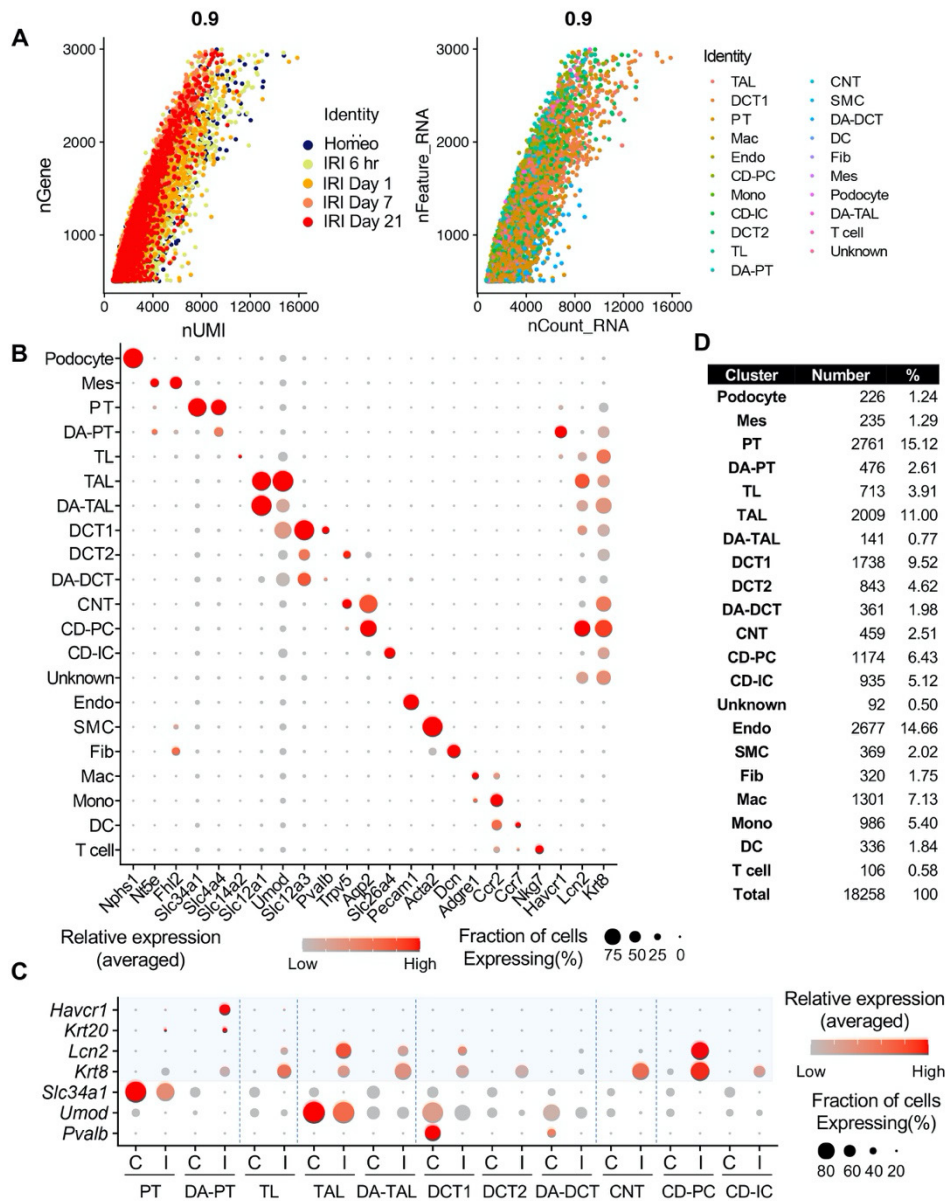 0.9
0.9
A
3000
2000
1000
nGene
4000 8000 12000 16000
nUMI
Identity
Homeo
IRI 6 hr
IRI Day 1
IRI Day 7
IRI Day 21
3000
2000
1000
nFeature_RNA
4000 8000 12000 16000
nCount_RNA
Identity
TAL
DCT1
PT
Mac
Endo
CD-PC
Mono
CD-IC
DCT2
TL
DA-PT
CNT
SMC
DA-DCT
DC
Fib
Mes
Podocyte
DA-TAL
T cell
Unknown
B
Podocyte
Mes
PT
DA-PT
TL
TAL
DA-TAL
DCT1
DCT2
DA-DCT
CNT
CD-PC
CD-IC
Unknown
Endo
SMC
Fib
Mac
Mono
DC
T cell
Nphs1 Nt5e Fhl2 Slc34a1 Slc4a4 Slc14a2 Slc12a1 Umod Slc12a3 Pvalb Trpv5 Aqp2 Slc26a4 Pecam1 Acta2 Dcn Adgre1 Ccr2 Ccr7 Nkg7 Havcr1 Lcn2 Krt8
Relative expression
(averaged)
Low High
Fraction of cells
Expressing(%)
75 50 25 0
D
Cluster Number %
Podocyte 226 1.24
Mes 235 1.29
PT 2761 15.12
DA-PT 476 2.61
TL 713 3.91
TAL 2009 11.00
DA-TAL 141 0.77
DCT1 1738 9.52
DCT2 843 4.62
DA-DCT 361 1.98
CNT 459 2.51
CD-PC 1174 6.43
CD-IC 935 5.12
Unknown 92 0.50
Endo 2677 14.66
SMC 369 2.02
Fib 320 1.75
Mac 1301 7.13
Mono 986 5.40
DC 336 1.84
T cell 106 0.58
Total 18258 100
C
Havcr1
Krt20
Lcn2
Krt8
Slc34a1
Umod
Pvalb
C I C I C I C I C I C I C I C I C I C I C I
PT DA-PT TL TAL DA-TAL DCT1 DCT2 DA-DCT CNT CD-PC CD-IC
Relative expression
(averaged)
Low High
Fraction of cells
Expressing (%)
80 60 40 20